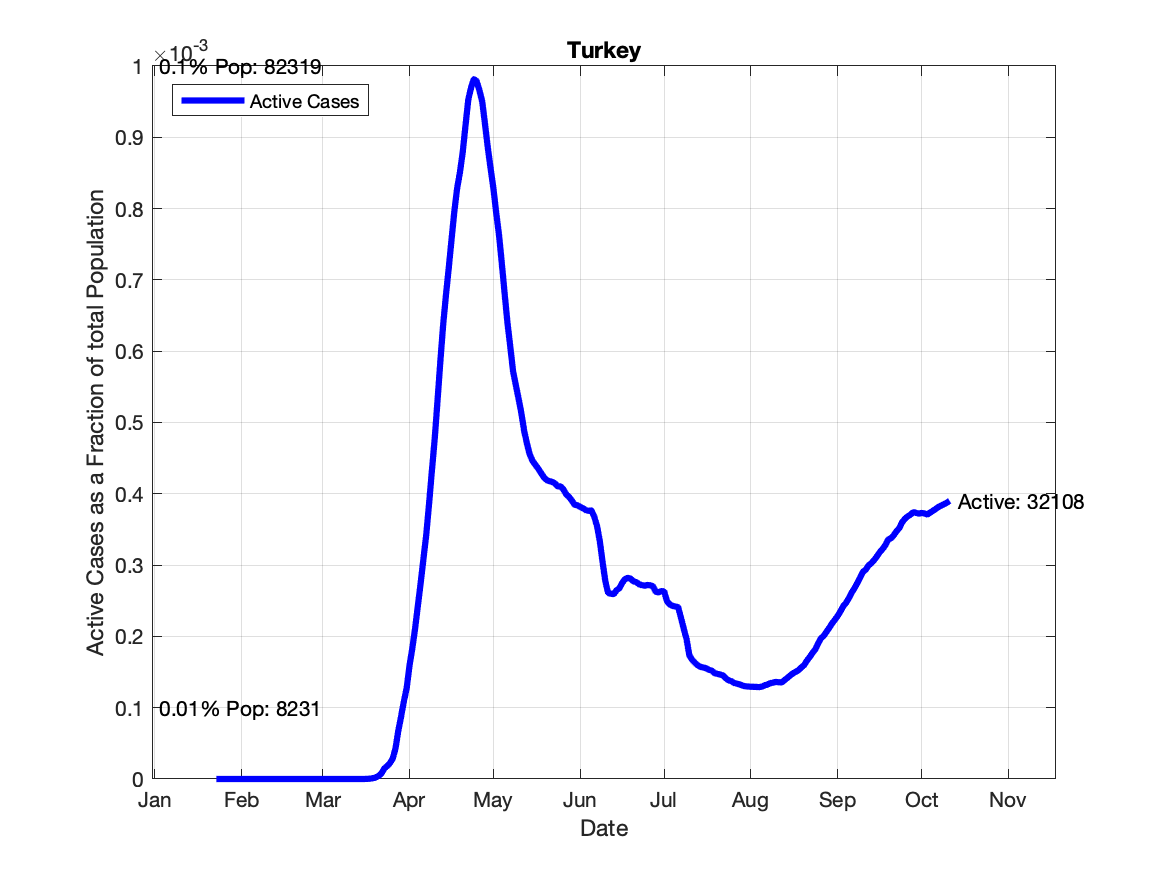 Turkey
×10-3
0.1% Pop: 82319
Active Cases
1
0.9
0.8
0.7
0.6
0.5
0.4
0.3
0.2
0.1
0
Active Cases as a Fraction of total Population
Active: 32108
0.01% Pop: 8231
Jan Feb Mar Apr May Jun Jul Aug Sep Oct Nov
Date